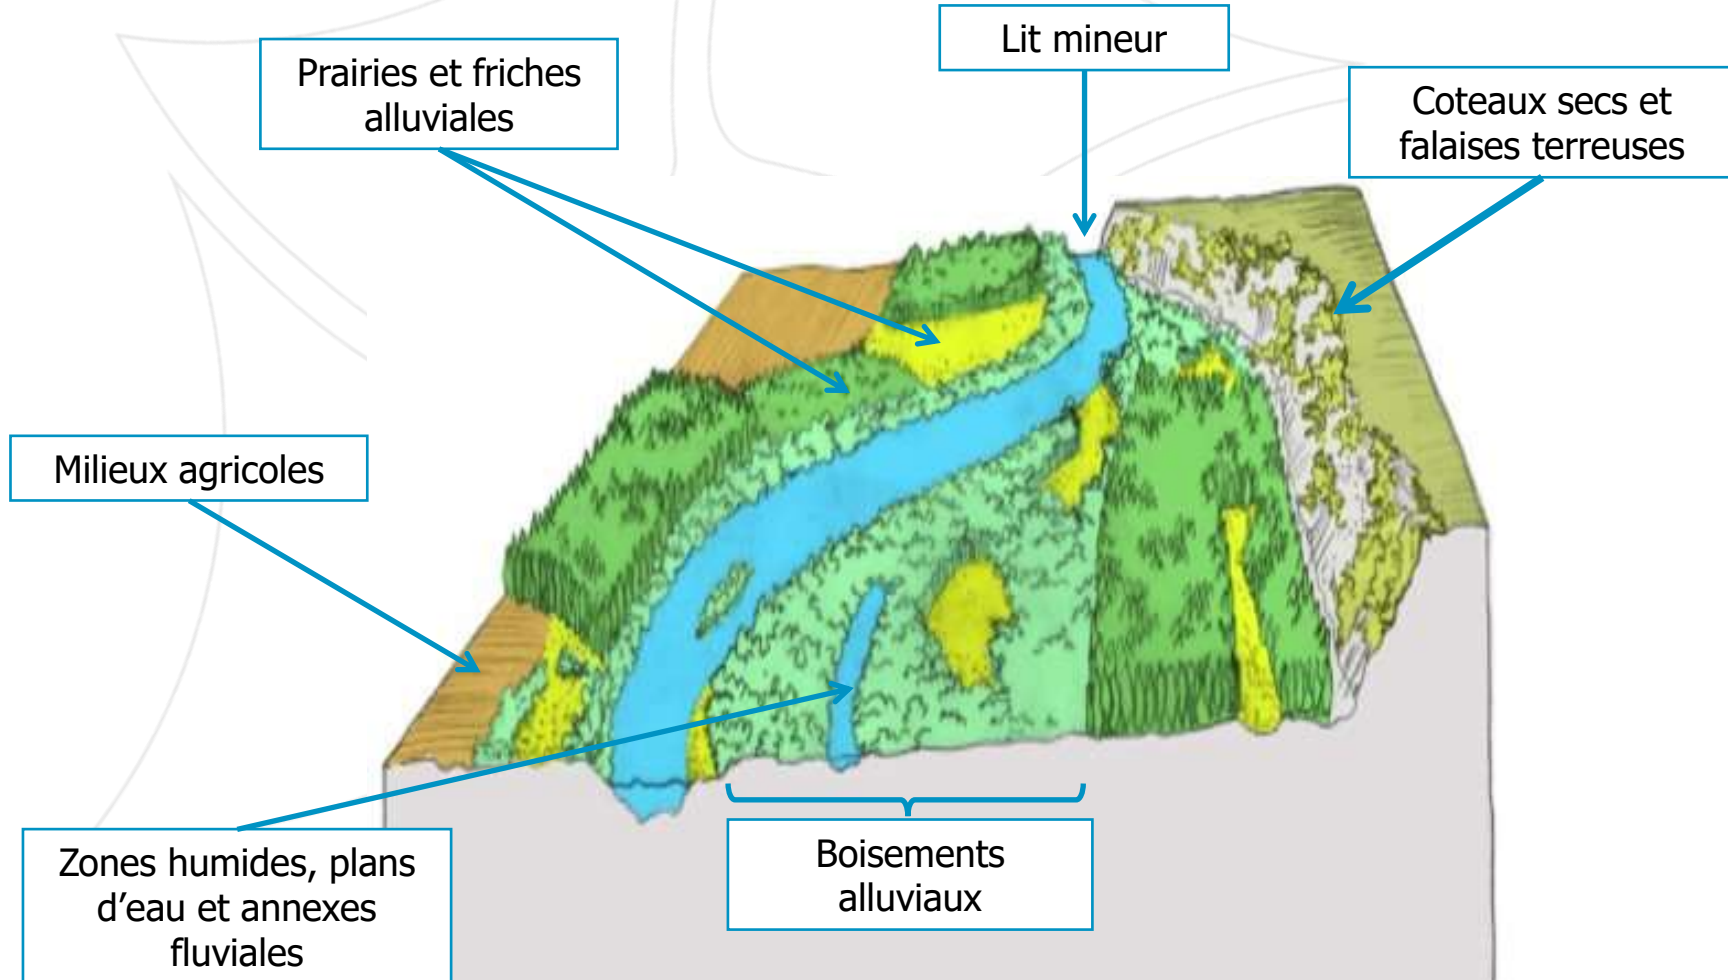 Lit mineur
Prairies et friches
alluviales
Coteaux secs et
falaises terreuses
Milieux agricoles
Zones humides, plans
d’eau et annexes
fluviales
Boisements
alluviaux